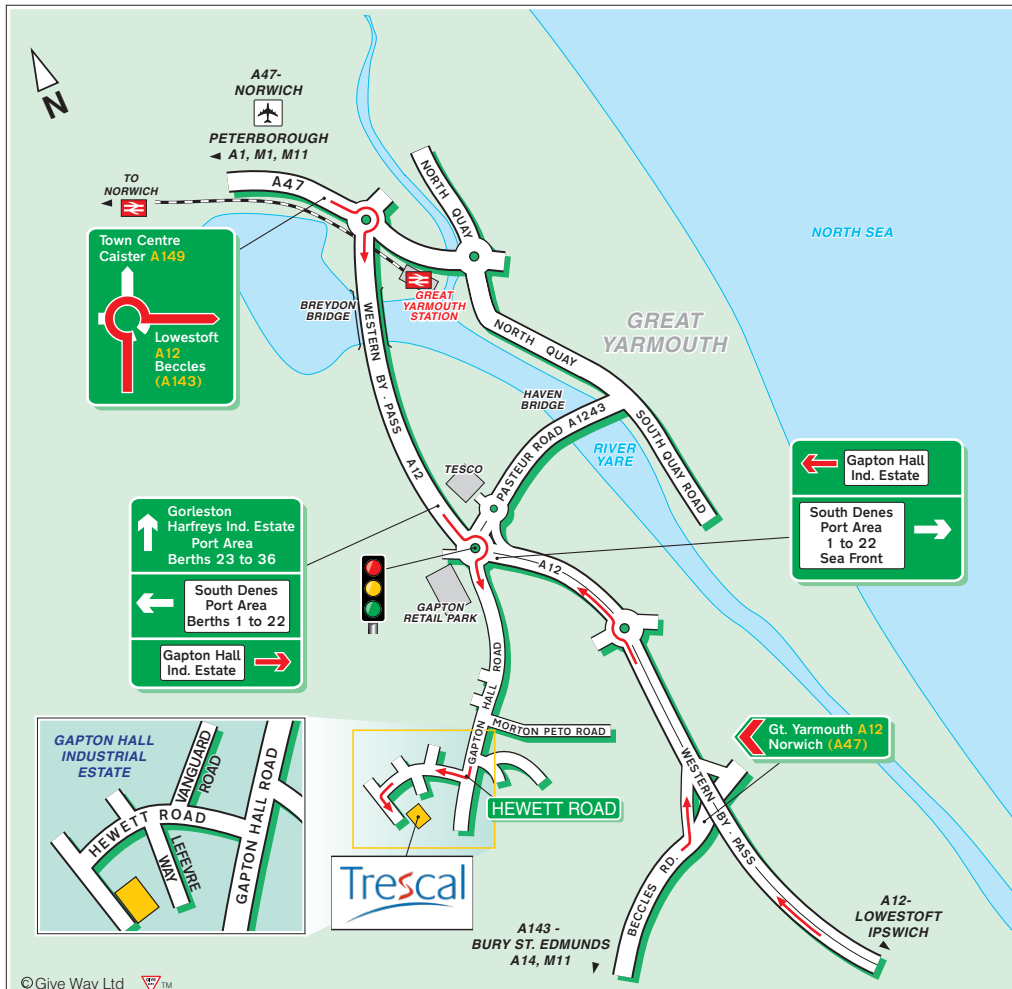 A47-
NORWICH
PETERBOROUGH
A1, M1, M11
N
TO
NORWICH
A47
NORTH QUAY
NORTH SEA
Town Centre
Caister A149
Lowestoft
A12
Beccles
(A143)
GREAT
YARMOUTH
STATION
BREYDON
BRIDGE
WESTERN BY-PASS A12
NORTH QUAY
GREAT
YARMOUTH
HAVEN
BRIDGE
PASTEUR ROAD A1243
RIVER
YARE
SOUTH QUAY ROAD
TESCO
Gapton Hall
Ind. Estate
South Denes
Port Area
1 to 22
Sea Front
Gorleston
Harfreys Ind. Estate
Port Area
Berths 23 to 36
South Denes
Port Area
Berths 1 to 22
Gapton Hall
Ind. Estate
A12
GAPTON
RETAIL PARK
GAPTON HALL ROAD
MORTON PETO ROAD
Gt. Yarmouth A12
Norwich (A47)
WESTERN BY-PASS
HEWETT ROAD
GAPTON HALL
INDUSTRIAL
ESTATE
VANGUARD
ROAD
HEWETT ROAD
LEFEVRE
WAY
GAPTON HALL ROAD
Trescal
BECCLES RD.
A12-
LOWESTOFT
IPSWICH
A143 -
BURY ST. EDMUNDS
A14, M11
© Give Way Ltd
TM